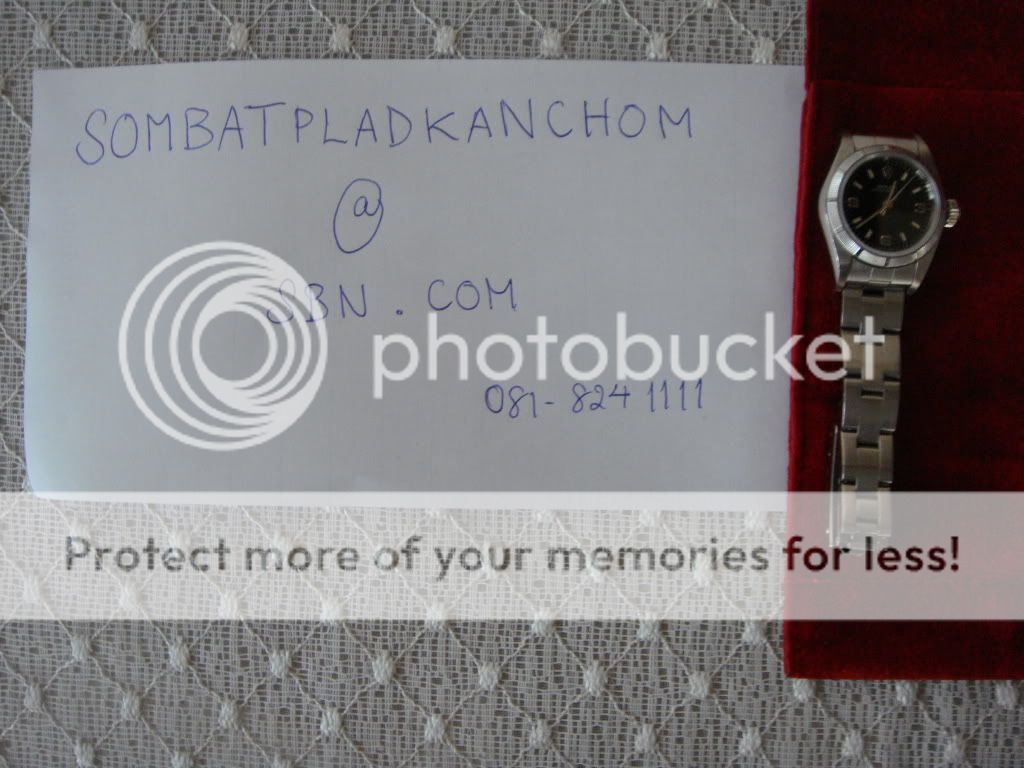 SOMBATPLADKANCHOM
@
SBN . COM
photobucket
081- 824 1111
Protect more of your memories for less!